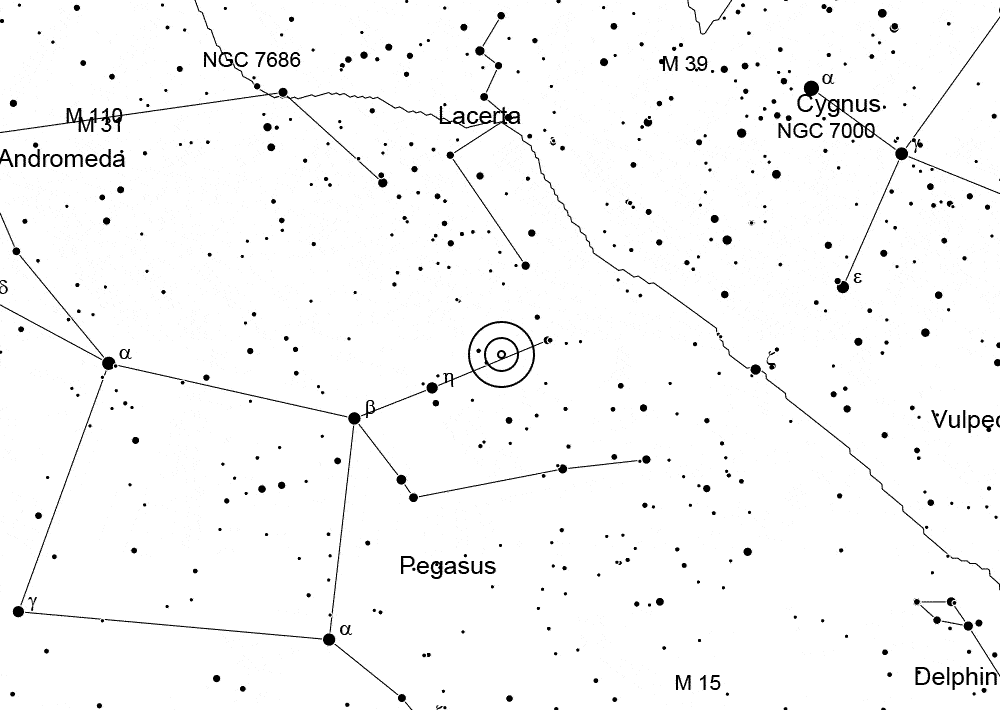 NGC 7686
M 39
α
Cygnus
M 110
M 31
Lacerta
NGC 7000
γ
Andromeda
δ
ε
α
ζ
η
β
Vulpec
Pegasus
γ
α
Delphin
M 15
ζ